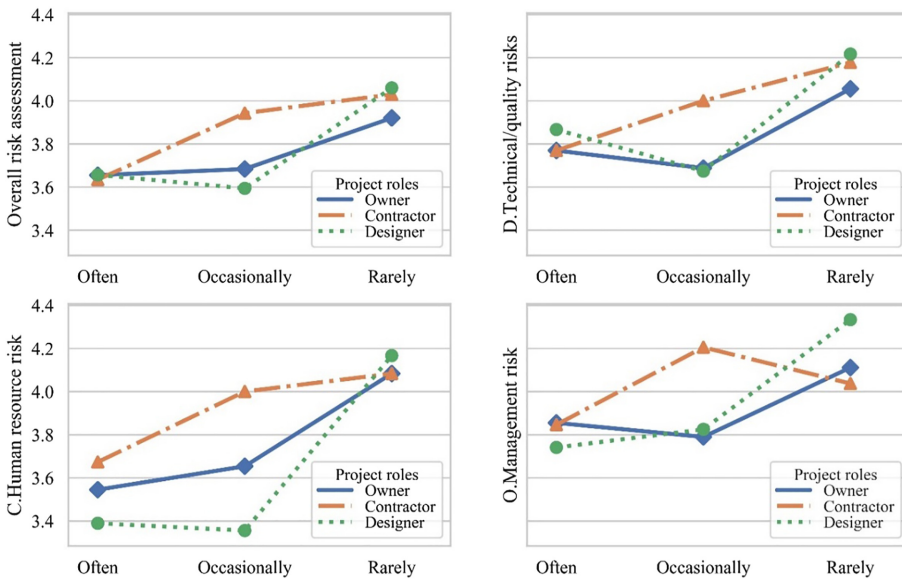 Overall risk assessment
4.4
4.2
4.0
3.8
3.6
3.4
Often
Occasionally
Rarely
Project roles
Owner
Contractor
Designer
D.Technical/quality risks
Often
Occasionally
Rarely
Project roles
Owner
Contractor
Designer
C.Human resource risk
4.4
4.2
4.0
3.8
3.6
3.4
Often
Occasionally
Rarely
Project roles
Owner
Contractor
Designer
O.Management risk
Often
Occasionally
Rarely
Project roles
Owner
Contractor
Designer